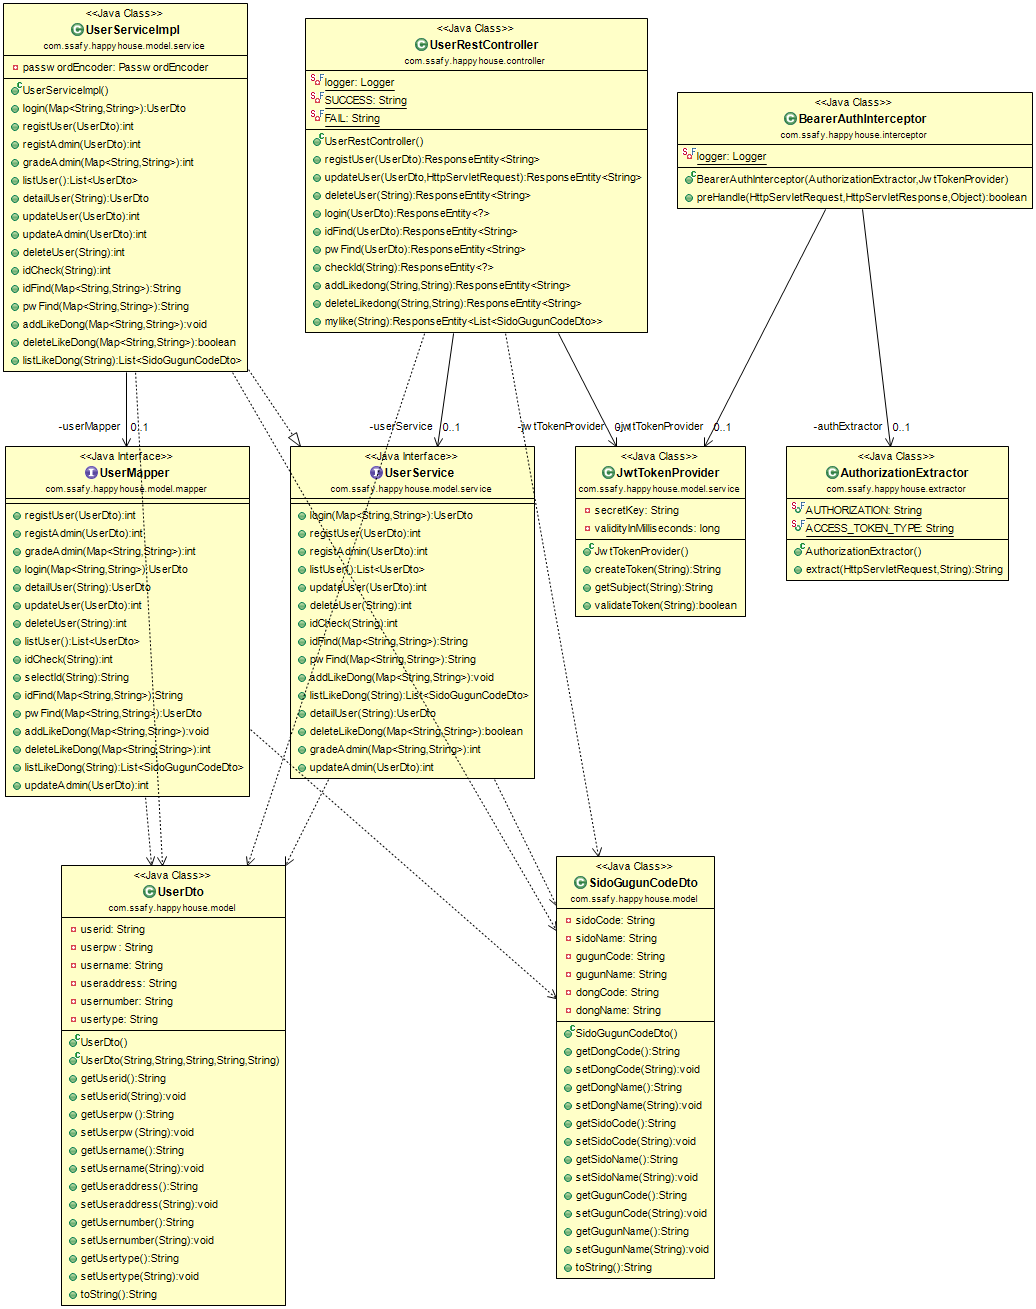 <<Java Class>>
UserServiceImpl
com.ssafy.happyhouse.model.service
passwordEncoder: PasswordEncoder
UserServiceImpl()
login(Map<String,String>):UserDto
registUser(UserDto):int
registAdmin(UserDto):int
gradeAdmin(Map<String,String>):int
listUser():List<UserDto>
detailUser(String):UserDto
updateUser(UserDto):int
updateAdmin(UserDto):int
deleteUser(String):int
idCheck(String):int
idFind(Map<String,String>):String
pwFind(Map<String,String>):String
addLikeDong(Map<String,String>):void
deleteLikeDong(Map<String,String>):boolean
listLikeDong(String):List<SidoGugunCodeDto>
<<Java Class>>
UserRestController
com.ssafy.happyhouse.controller
logger: Logger
SUCCESS: String
FAIL: String
UserRestController()
registUser(UserDto):ResponseEntity<String>
updateUser(UserDto,HttpServletRequest):ResponseEntity<String>
deleteUser(String):ResponseEntity<String>
login(UserDto):ResponseEntity<?>
idFind(UserDto):ResponseEntity<String>
pwFind(UserDto):ResponseEntity<String>
checkId(String):ResponseEntity<?>
addLikedong(String,String):ResponseEntity<String>
deleteLikedong(String,String):ResponseEntity<String>
mylike(String):ResponseEntity<List<SidoGugunCodeDto>>
<<Java Class>>
BearerAuthInterceptor
com.ssafy.happyhouse.interceptor
logger: Logger
BearerAuthInterceptor(AuthorizationExtractor,JwtTokenProvider)
preHandle(HttpServletRequest,HttpServletResponse,Object):boolean
-userMapper 0..1
-userService 0..1
-jwtTokenProvider 0..1
-jwtTokenProvider 0..1
-authExtractor 0..1
<<Java Interface>>
UserMapper
com.ssafy.happyhouse.model.mapper
registUser(UserDto):int
registAdmin(UserDto):int
gradeAdmin(Map<String,String>):int
login(Map<String,String>):UserDto
detailUser(String):UserDto
updateUser(UserDto):int
deleteUser(String):int
listUser():List<UserDto>
idCheck(String):int
selectId(String):String
idFind(Map<String,String>):String
pwFind(Map<String,String>):UserDto
addLikeDong(Map<String,String>):void
deleteLikeDong(Map<String,String>):int
listLikeDong(String):List<SidoGugunCodeDto>
updateAdmin(UserDto):int
<<Java Interface>>
UserService
com.ssafy.happyhouse.model.service
login(Map<String,String>):UserDto
registUser(UserDto):int
registAdmin(UserDto):int
listUser():List<UserDto>
updateUser(UserDto):int
deleteUser(String):int
idCheck(String):int
idFind(Map<String,String>):String
pwFind(Map<String,String>):String
addLikeDong(Map<String,String>):void
listLikeDong(String):List<SidoGugunCodeDto>
detailUser(String):UserDto
deleteLikeDong(Map<String,String>):boolean
gradeAdmin(Map<String,String>):int
updateAdmin(UserDto):int
<<Java Class>>
JwtTokenProvider
com.ssafy.happyhouse.model.service
secretKey: String
validityInMilliseconds: long
JwtTokenProvider()
createToken(String):String
getSubject(String):String
validateToken(String):boolean
<<Java Class>>
AuthorizationExtractor
com.ssafy.happyhouse.extractor
AUTHORIZATION: String
ACCESS_TOKEN_TYPE: String
AuthorizationExtractor()
extract(HttpServletRequest,String):String
<<Java Class>>
UserDto
com.ssafy.happyhouse.model
userid: String
userpw: String
username: String
useraddress: String
usernumber: String
usertype: String
UserDto()
UserDto(String,String,String,String,String)
getUserid():String
setUserid(String):void
getUserpw():String
setUserpw(String):void
getUsername():String
setUsername(String):void
getUseraddress():String
setUseraddress(String):void
getUsernumber():String
setUsernumber(String):void
getUsertype():String
setUsertype(String):void
toString():String
<<Java Class>>
SidoGugunCodeDto
com.ssafy.happyhouse.model
sidoCode: String
sidoName: String
gugunCode: String
gugunName: String
dongCode: String
dongName: String
SidoGugunCodeDto()
getDongCode():String
setDongCode(String):void
getDongName():String
setDongName(String):void
getSidoCode():String
setSidoCode(String):void
getSidoName():String
setSidoName(String):void
getGugunCode():String
setGugunCode(String):void
getGugunName():String
setGugunName(String):void
toString():String